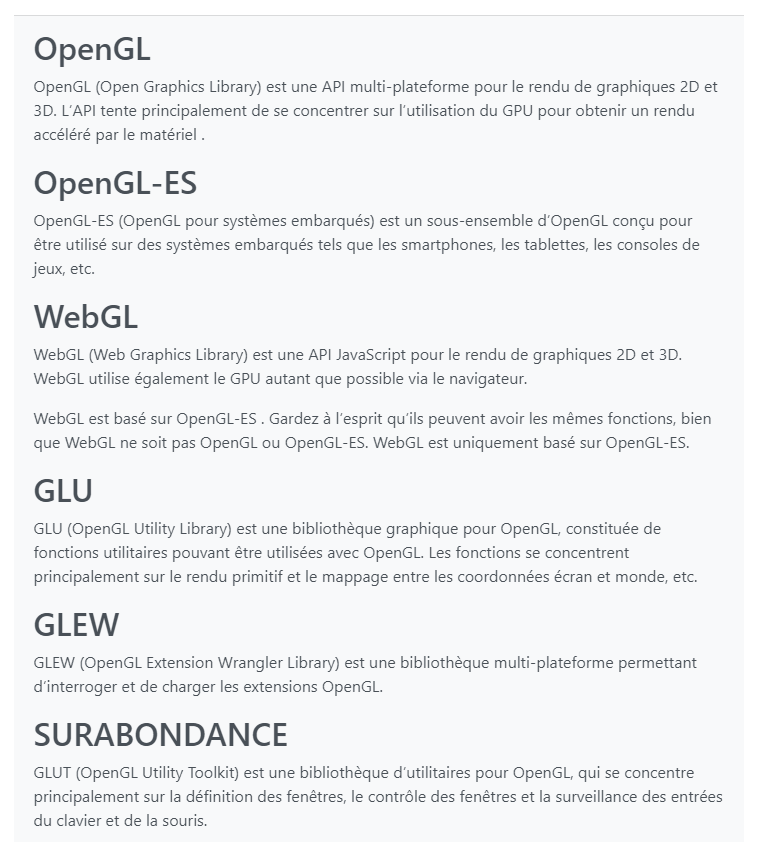 OpenGL
OpenGL (Open Graphics Library) est une API multi-plateforme pour le rendu de graphiques 2D et
3D. L’API tente principalement de se concentrer sur l’utilisation du GPU pour obtenir un rendu
accéléré par le matériel .
OpenGL-ES
OpenGL-ES (OpenGL pour systèmes embarqués) est un sous-ensemble d’OpenGL conçu pour
être utilisé sur des systèmes embarqués tels que les smartphones, les tablettes, les consoles de
jeux, etc.
WebGL
WebGL (Web Graphics Library) est une API JavaScript pour le rendu de graphiques 2D et 3D.
WebGL utilise également le GPU autant que possible via le navigateur.
WebGL est basé sur OpenGL-ES . Gardez à l’esprit qu’ils peuvent avoir les mêmes fonctions, bien
que WebGL ne soit pas OpenGL ou OpenGL-ES. WebGL est uniquement basé sur OpenGL-ES.
GLU
GLU (OpenGL Utility Library) est une bibliothèque graphique pour OpenGL, constituée de
fonctions utilitaires pouvant être utilisées avec OpenGL. Les fonctions se concentrent
principalement sur le rendu primitif et le mappage entre les coordonnées écran et monde, etc.
GLEW
GLEW (OpenGL Extension Wrangler Library) est une bibliothèque multi-plateforme permettant
d’interroger et de charger les extensions OpenGL.
SURABONDANCE
GLUT (OpenGL Utility Toolkit) est une bibliothèque d’utilitaires pour OpenGL, qui se concentre
principalement sur la définition des fenêtres, le contrôle des fenêtres et la surveillance des entrées
du clavier et de la souris.